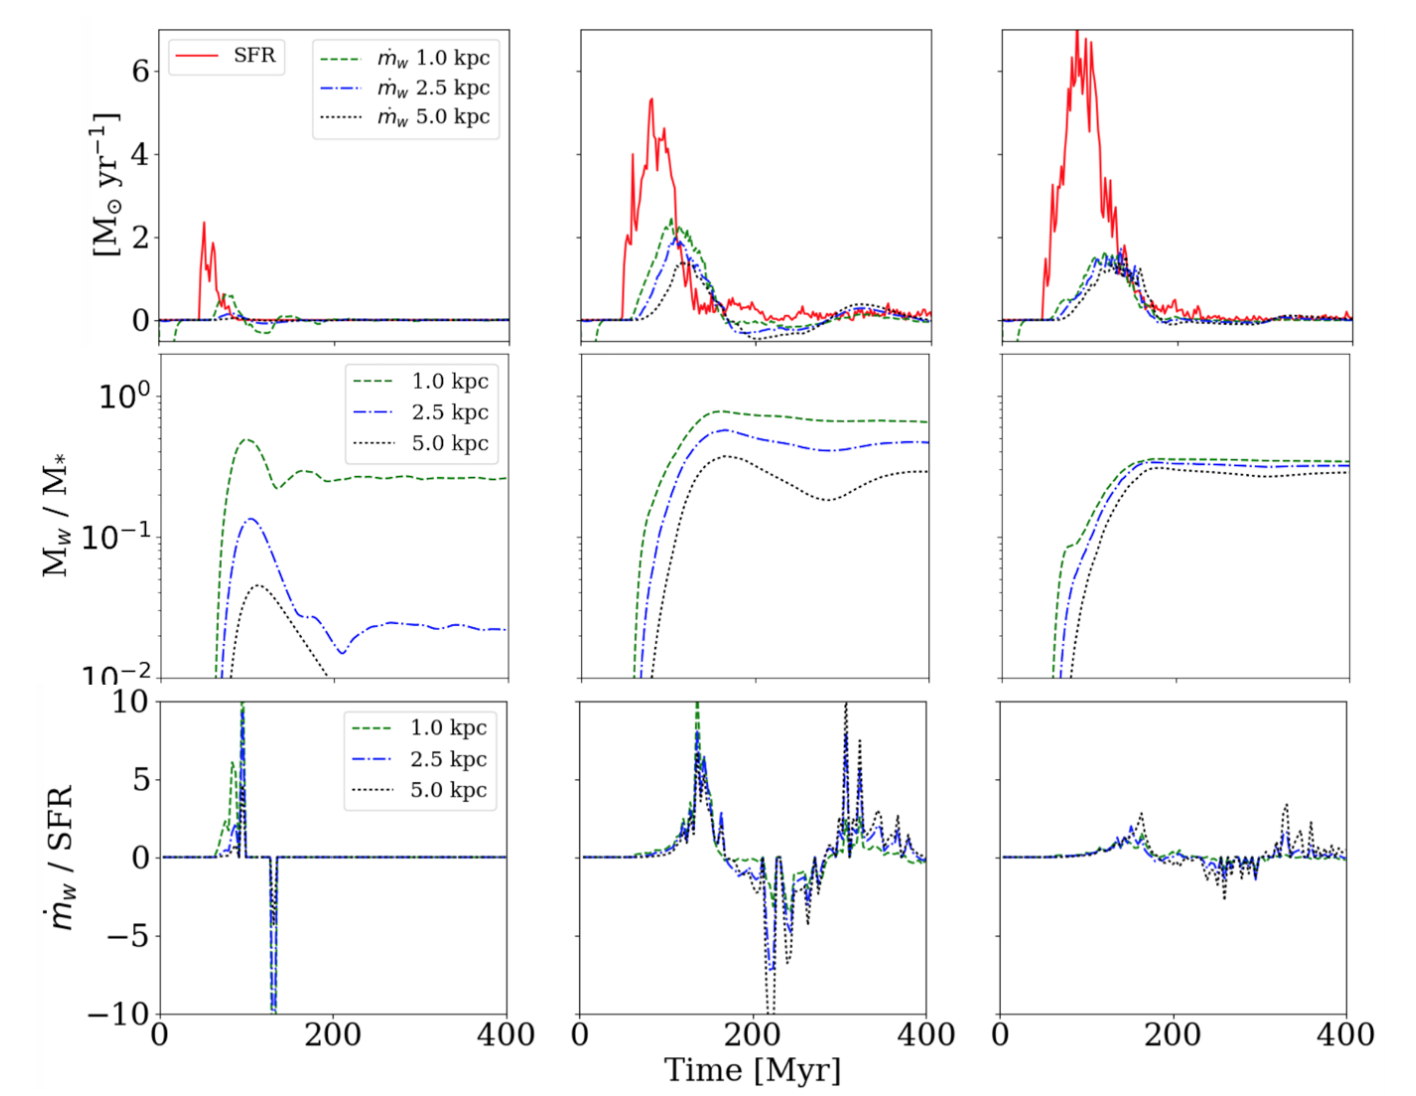 SFR
ṁw 1.0 kpc
ṁw 2.5 kpc
ṁw 5.0 kpc
[M⊙ yr⁻¹]
6
4
2
0
1.0 kpc
2.5 kpc
5.0 kpc
Mw / M*
10⁰
10⁻¹
10⁻²
1.0 kpc
2.5 kpc
5.0 kpc
ṁw / SFR
10
5
0
−5
−10
0 200 400 0 200 400 0 200 400
Time [Myr]